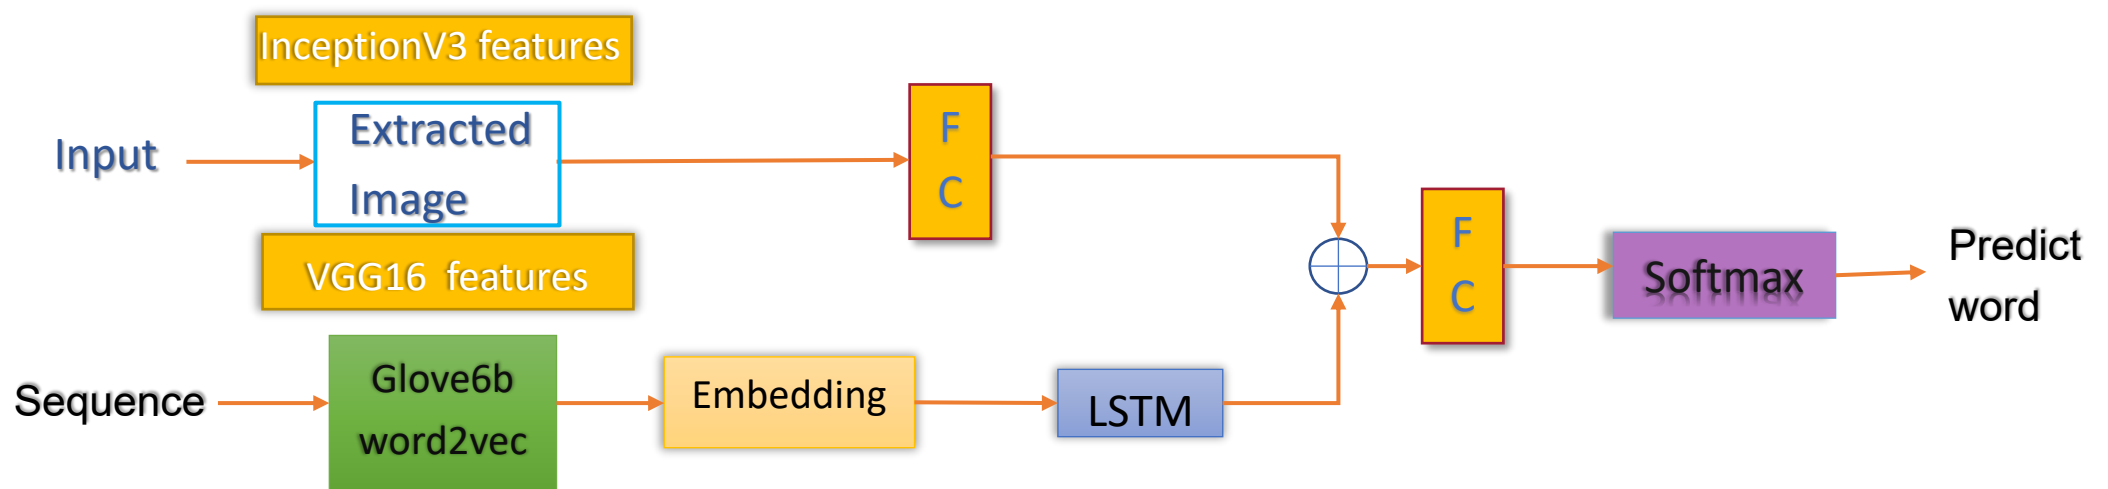 InceptionV3 features
Input
Extracted
Image
VGG16 features
F
C
F
C
Softmax
Predict
word
Sequence
Glove6b
word2vec
Embedding
LSTM